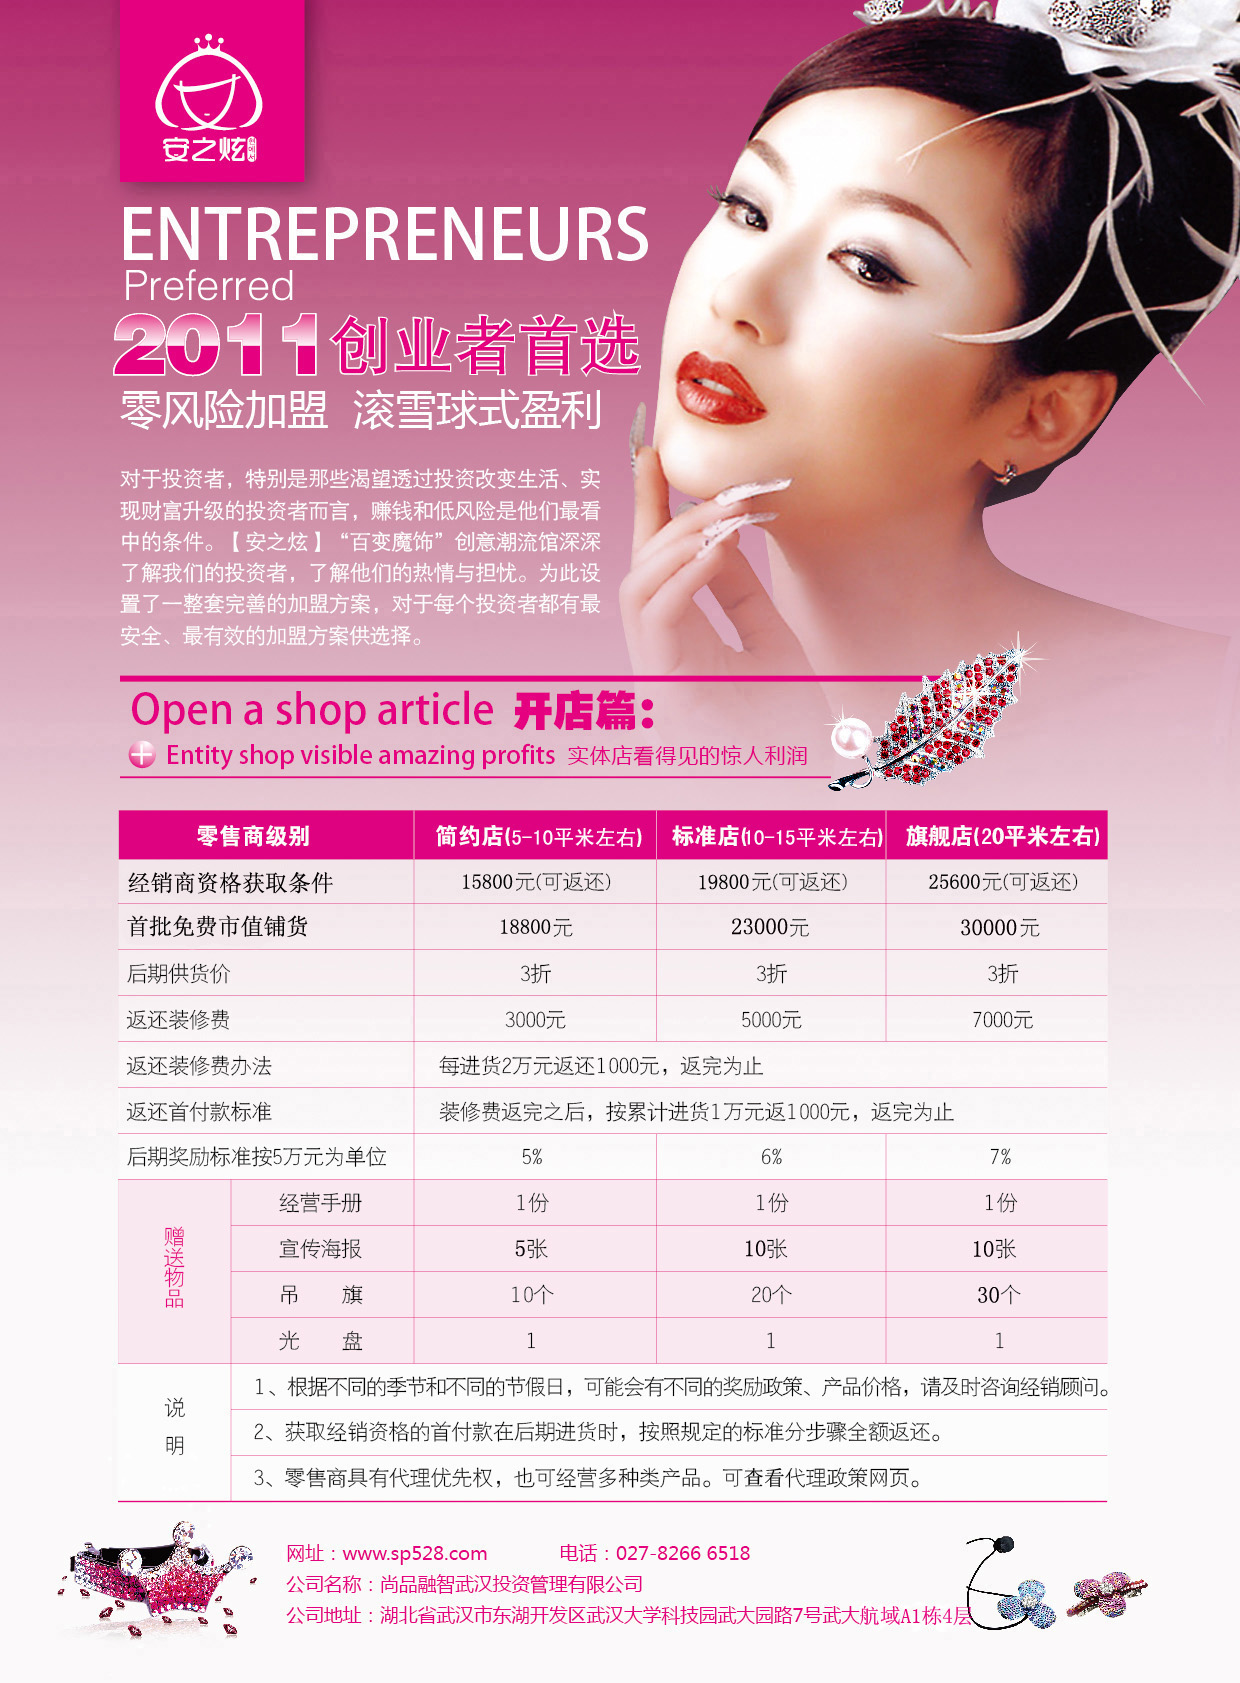 安之炫
ENTREPRENEURS
Preferred
2011创业者首选
零风险加盟 滚雪球式盈利
对于投资者，特别是那些渴望透过投资改变生活、实
现财富升级的投资者而言，赚钱和低风险是他们最看
中的条件。【安之炫】“百变魔饰”创意潮流馆深深
了解我们的投资者，了解他们的热情与担忧。为此设
置了一整套完善的加盟方案，对于每个投资者都有最
安全、最有效的加盟方案供选择。
Open a shop article 开店篇：
Entity shop visible amazing profits 实体店看得见的惊人利润
零售商级别 简约店(5-10平米左右) 标准店(10-15平米左右) 旗舰店(20平米左右)
经销商资格获取条件 15800元(可返还) 19800元(可返还) 25600元(可返还)
首批免费市值铺货 18800元 23000元 30000元
后期供货价 3折 3折 3折
返还装修费 3000元 5000元 7000元
返还装修费办法 每进货2万元返还1000元，返完为止
返还首付款标准 装修费返完之后，按累计进货1万元返1000元，返完为止
后期奖励标准按5万元为单位 5% 6% 7%
赠送物品
经营手册 1份 1份 1份
宣传海报 5张 10张 10张
吊旗 10个 20个 30个
光盘 1 1 1
说明
1、根据不同的季节和不同的节假日，可能会有不同的奖励政策、产品价格，请及时咨询经销顾问。
2、获取经销资格的首付款在后期进货时，按照规定的标准分步骤全额返还。
3、零售商具有代理优先权，也可经营多种类产品。可查看代理政策网页。
网址：www.sp528.com 电话：027-8266 6518
公司名称：尚品融智武汉投资管理有限公司
公司地址：湖北省武汉市东湖开发区武汉大学科技园武大园路7号武大航域A1栋4层